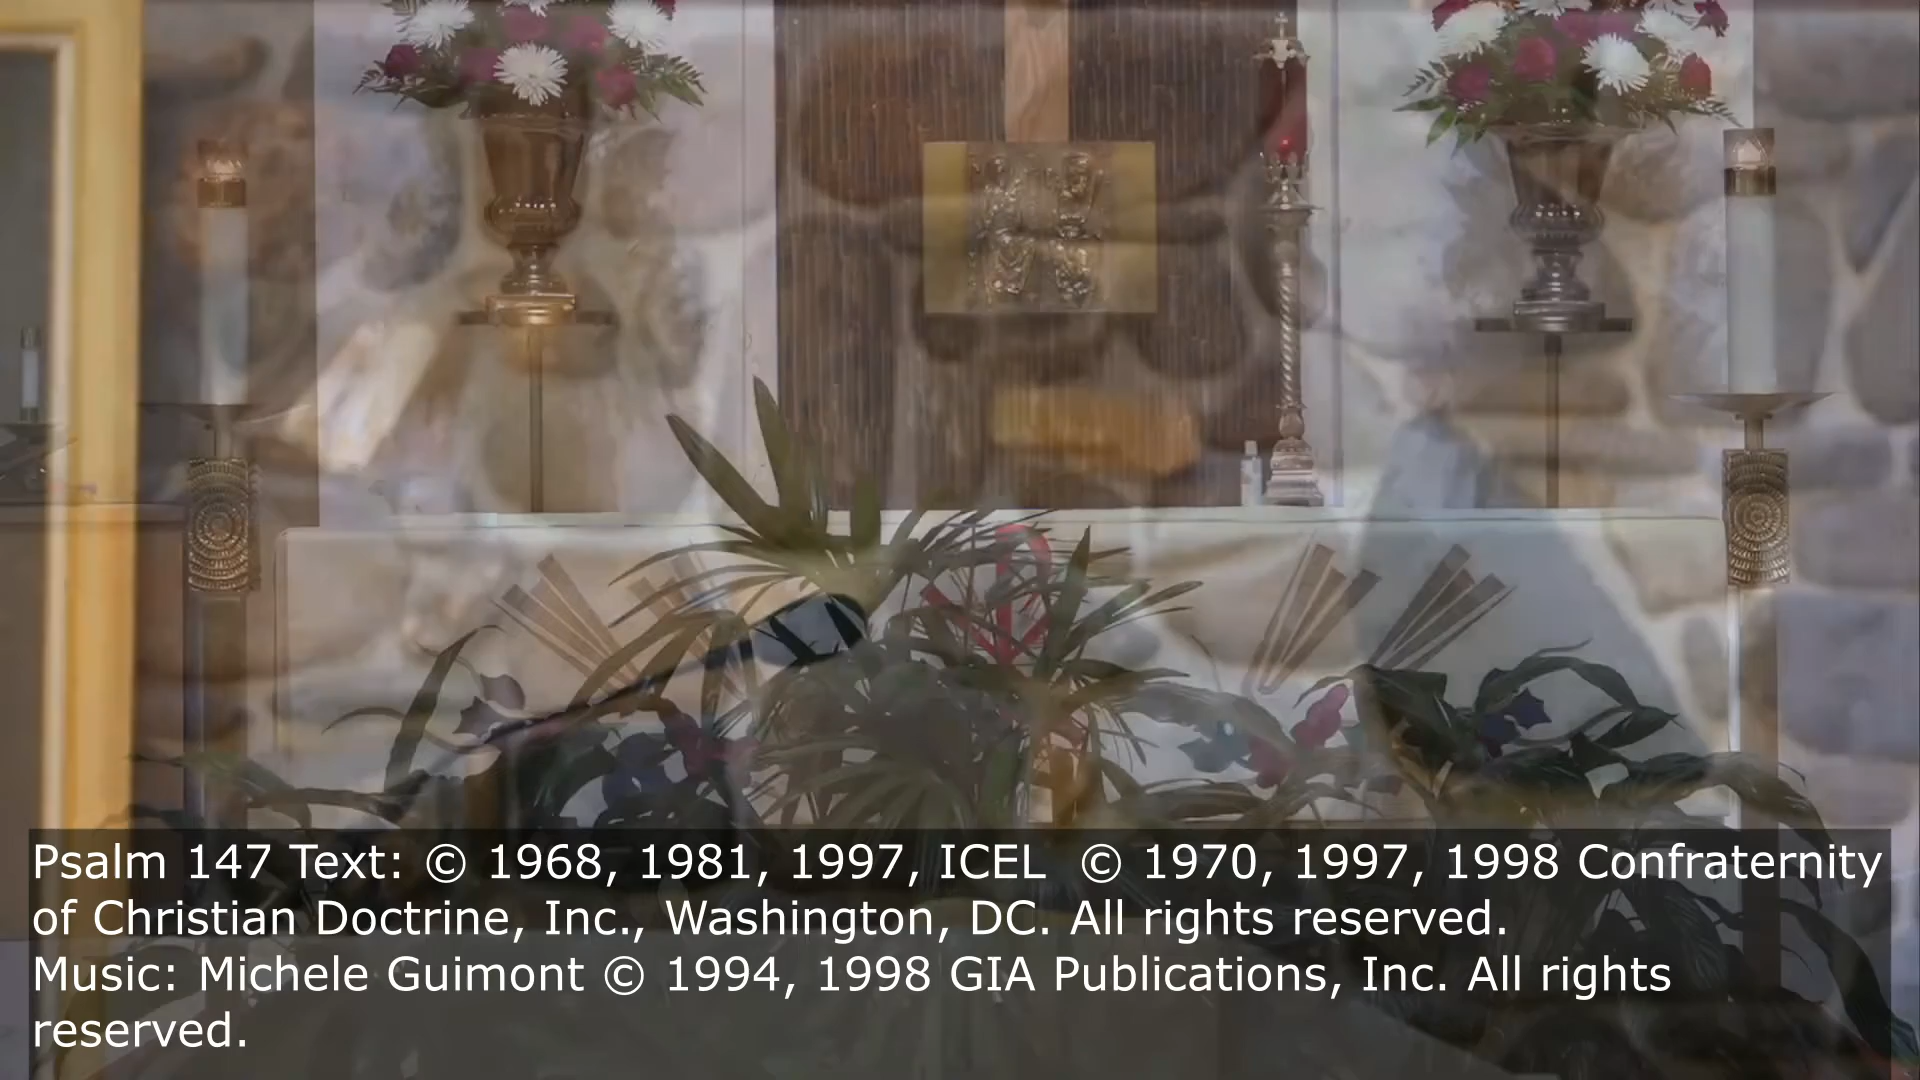 Psalm 147 Text: © 1968, 1981, 1997, ICEL  © 1970, 1997, 1998 Confraternity
of Christian Doctrine, Inc., Washington, DC. All rights reserved.
Music: Michele Guimont © 1994, 1998 GIA Publications, Inc. All rights
reserved.